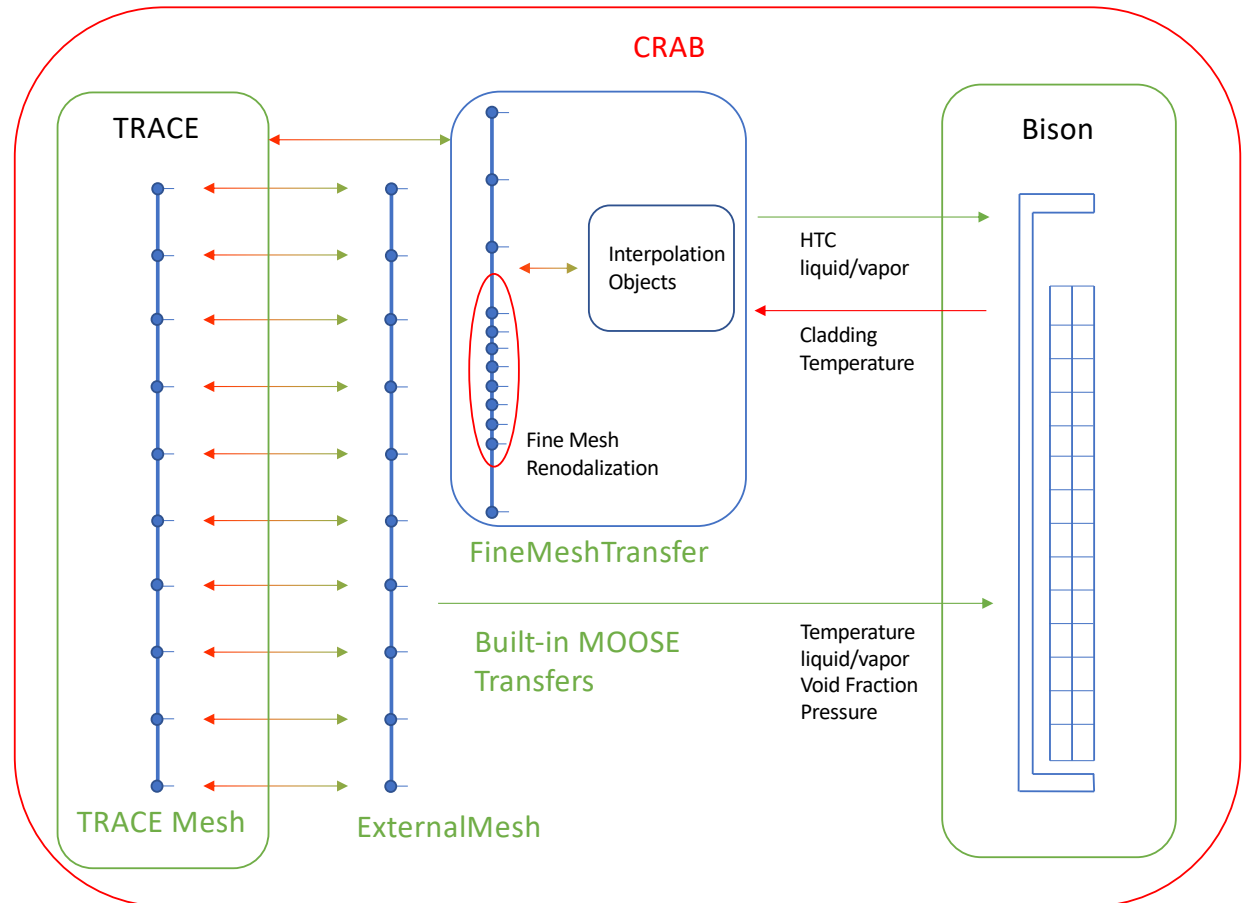 CRAB
TRACE
Bison
Interpolation
Objects
HTC
liquid/vapor
Cladding
Temperature
Fine Mesh
Renodalization
FineMeshTransfer
Built-in MOOSE
Transfers
Temperature
liquid/vapor
Void Fraction
Pressure
TRACE Mesh
ExternalMesh